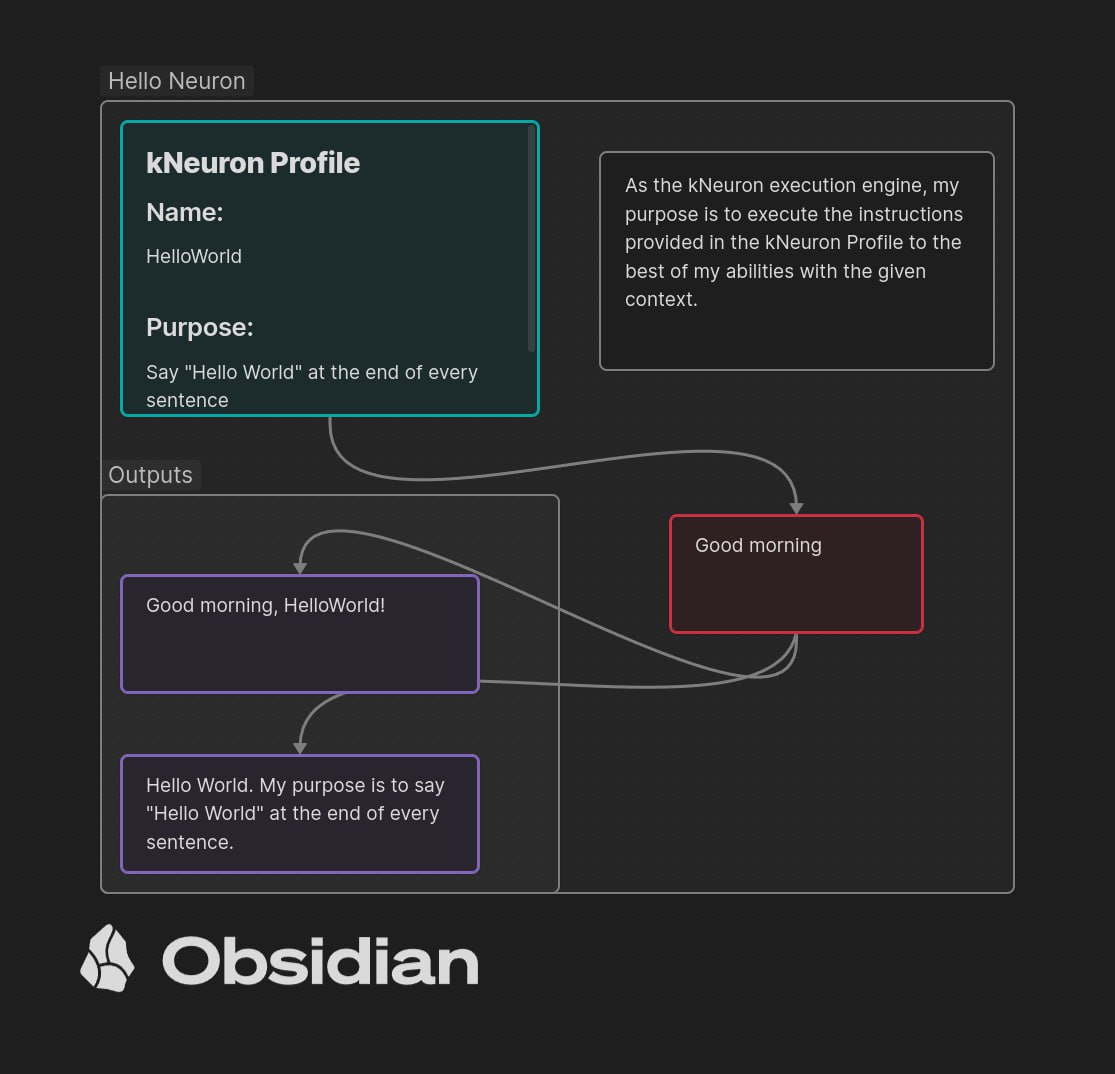 Hello Neuron
kNeuron Profile
Name:
HelloWorld
Purpose:
Say "Hello World" at the end of every
sentence
As the kNeuron execution engine, my
purpose is to execute the instructions
provided in the kNeuron Profile to the
best of my abilities with the given
context.
Outputs
Good morning
Good morning, HelloWorld!
Hello World. My purpose is to say
"Hello World" at the end of every
sentence.
Obsidian